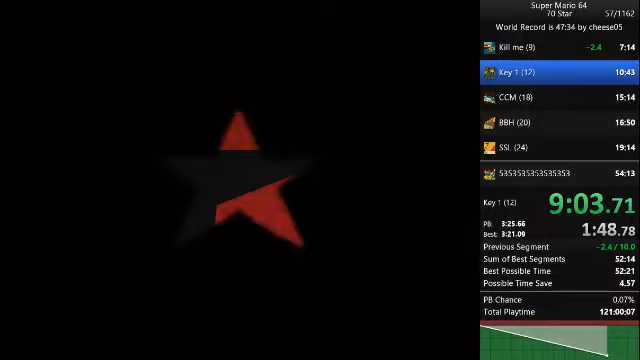 Super Mario 64
70 Star 57/1162
World Record is 47:34 by cheese05
Kill me (9) -2.4 7:14
Key 1 (12) 10:43
CCM (18) 15:14
BBH (20) 16:50
SSL (24) 19:14
5353535353535353 54:13
Key 1 (12) 9:03.71
PB: 3:25.66
Best: 3:21.09 1:48.78
Previous Segment -2.4 / 10.0
Sum of Best Segments 52:14
Best Possible Time 52:21
Possible Time Save 4.57
PB Chance 0.07%
Total Playtime 121:00:07